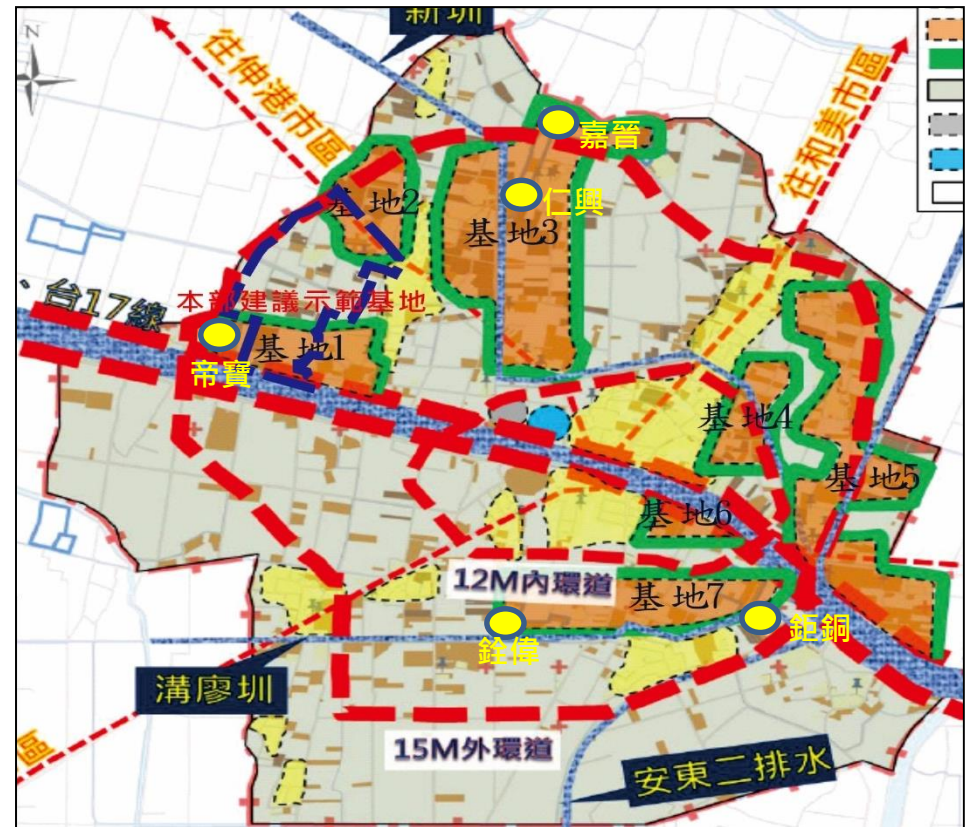 新圳
N
往伸港市區
往和美市區
嘉晉
基地2
仁興
基地3
本部建議示範基地
、台17線
基地1
帝寶
基地4
基地5
基地6
12M內環道
基地7
銓偉
鉅銅
溝廖圳
15M外環道
區
安東二排水